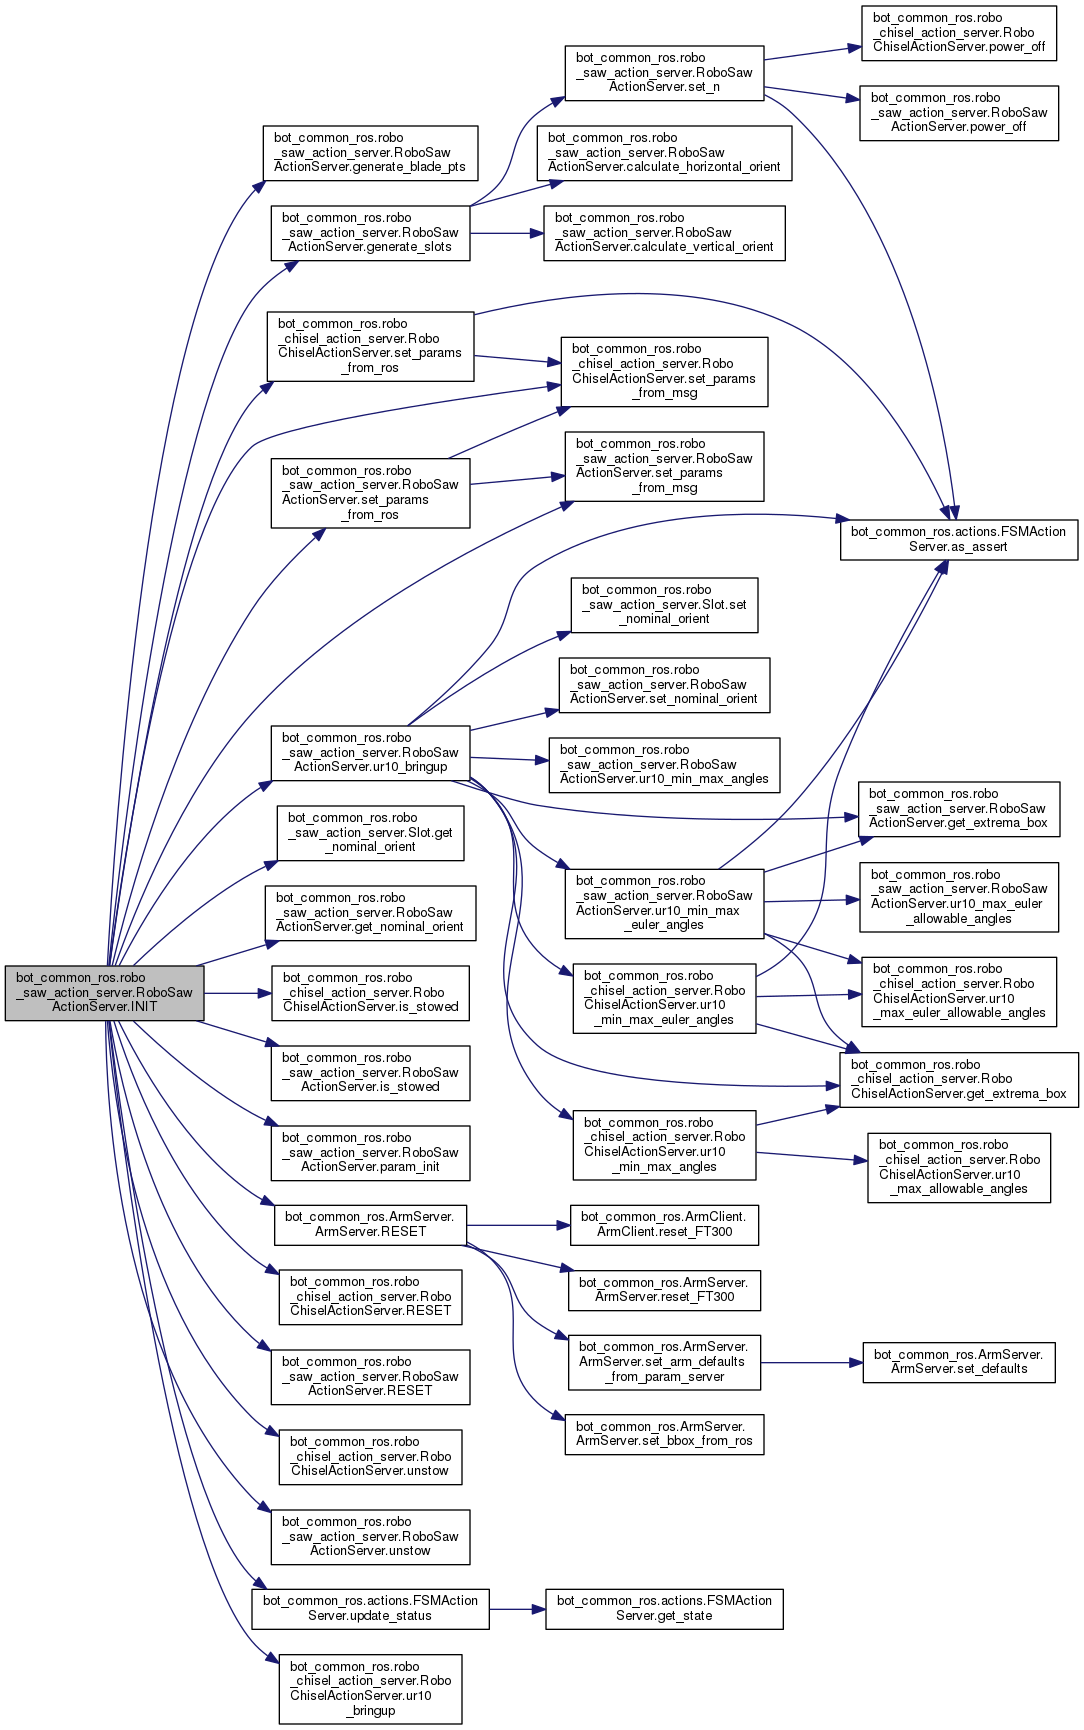 bot_common_ros.robo
_chisel_action_server.Robo
ChiselActionServer.power_off
bot_common_ros.robo
_saw_action_server.RoboSaw
ActionServer.set_n
bot_common_ros.robo
_saw_action_server.RoboSaw
ActionServer.power_off
bot_common_ros.robo
_saw_action_server.RoboSaw
ActionServer.generate_blade_pts
bot_common_ros.robo
_saw_action_server.RoboSaw
ActionServer.calculate_horizontal_orient
bot_common_ros.robo
_saw_action_server.RoboSaw
ActionServer.generate_slots
bot_common_ros.robo
_saw_action_server.RoboSaw
ActionServer.calculate_vertical_orient
bot_common_ros.robo
_chisel_action_server.Robo
ChiselActionServer.set_params
_from_ros
bot_common_ros.robo
_chisel_action_server.Robo
ChiselActionServer.set_params
_from_msg
bot_common_ros.robo
_saw_action_server.RoboSaw
ActionServer.set_params
_from_ros
bot_common_ros.robo
_saw_action_server.RoboSaw
ActionServer.set_params
_from_msg
bot_common_ros.actions.FSMAction
Server.as_assert
bot_common_ros.robo
_saw_action_server.Slot.set
_nominal_orient
bot_common_ros.robo
_saw_action_server.RoboSaw
ActionServer.set_nominal_orient
bot_common_ros.robo
_saw_action_server.RoboSaw
ActionServer.ur10_bringup
bot_common_ros.robo
_saw_action_server.RoboSaw
ActionServer.ur10_min_max_angles
bot_common_ros.robo
_saw_action_server.RoboSaw
ActionServer.get_extrema_box
bot_common_ros.robo
_saw_action_server.Slot.get
_nominal_orient
bot_common_ros.robo
_saw_action_server.RoboSaw
ActionServer.ur10_min_max
_euler_angles
bot_common_ros.robo
_saw_action_server.RoboSaw
ActionServer.ur10_max_euler
_allowable_angles
bot_common_ros.robo
_saw_action_server.RoboSaw
ActionServer.get_nominal_orient
bot_common_ros.robo
_saw_action_server.RoboSaw
ActionServer.INIT
bot_common_ros.robo
_chisel_action_server.Robo
ChiselActionServer.is_stowed
bot_common_ros.robo
_chisel_action_server.Robo
ChiselActionServer.ur10
_min_max_euler_angles
bot_common_ros.robo
_chisel_action_server.Robo
ChiselActionServer.ur10
_max_euler_allowable_angles
bot_common_ros.robo
_saw_action_server.RoboSaw
ActionServer.is_stowed
bot_common_ros.robo
_chisel_action_server.Robo
ChiselActionServer.get_extrema_box
bot_common_ros.robo
_saw_action_server.RoboSaw
ActionServer.param_init
bot_common_ros.robo
_chisel_action_server.Robo
ChiselActionServer.ur10
_min_max_angles
bot_common_ros.robo
_chisel_action_server.Robo
ChiselActionServer.ur10
_max_allowable_angles
bot_common_ros.ArmServer.
ArmServer.RESET
bot_common_ros.ArmClient.
ArmClient.reset_FT300
bot_common_ros.robo
_chisel_action_server.Robo
ChiselActionServer.RESET
bot_common_ros.ArmServer.
ArmServer.reset_FT300
bot_common_ros.robo
_saw_action_server.RoboSaw
ActionServer.RESET
bot_common_ros.ArmServer.
ArmServer.set_arm_defaults
_from_param_server
bot_common_ros.ArmServer.
ArmServer.set_defaults
bot_common_ros.robo
_chisel_action_server.Robo
ChiselActionServer.unstow
bot_common_ros.ArmServer.
ArmServer.set_bbox_from_ros
bot_common_ros.robo
_saw_action_server.RoboSaw
ActionServer.unstow
bot_common_ros.actions.FSMAction
Server.update_status
bot_common_ros.actions.FSMAction
Server.get_state
bot_common_ros.robo
_chisel_action_server.Robo
ChiselActionServer.ur10
_bringup